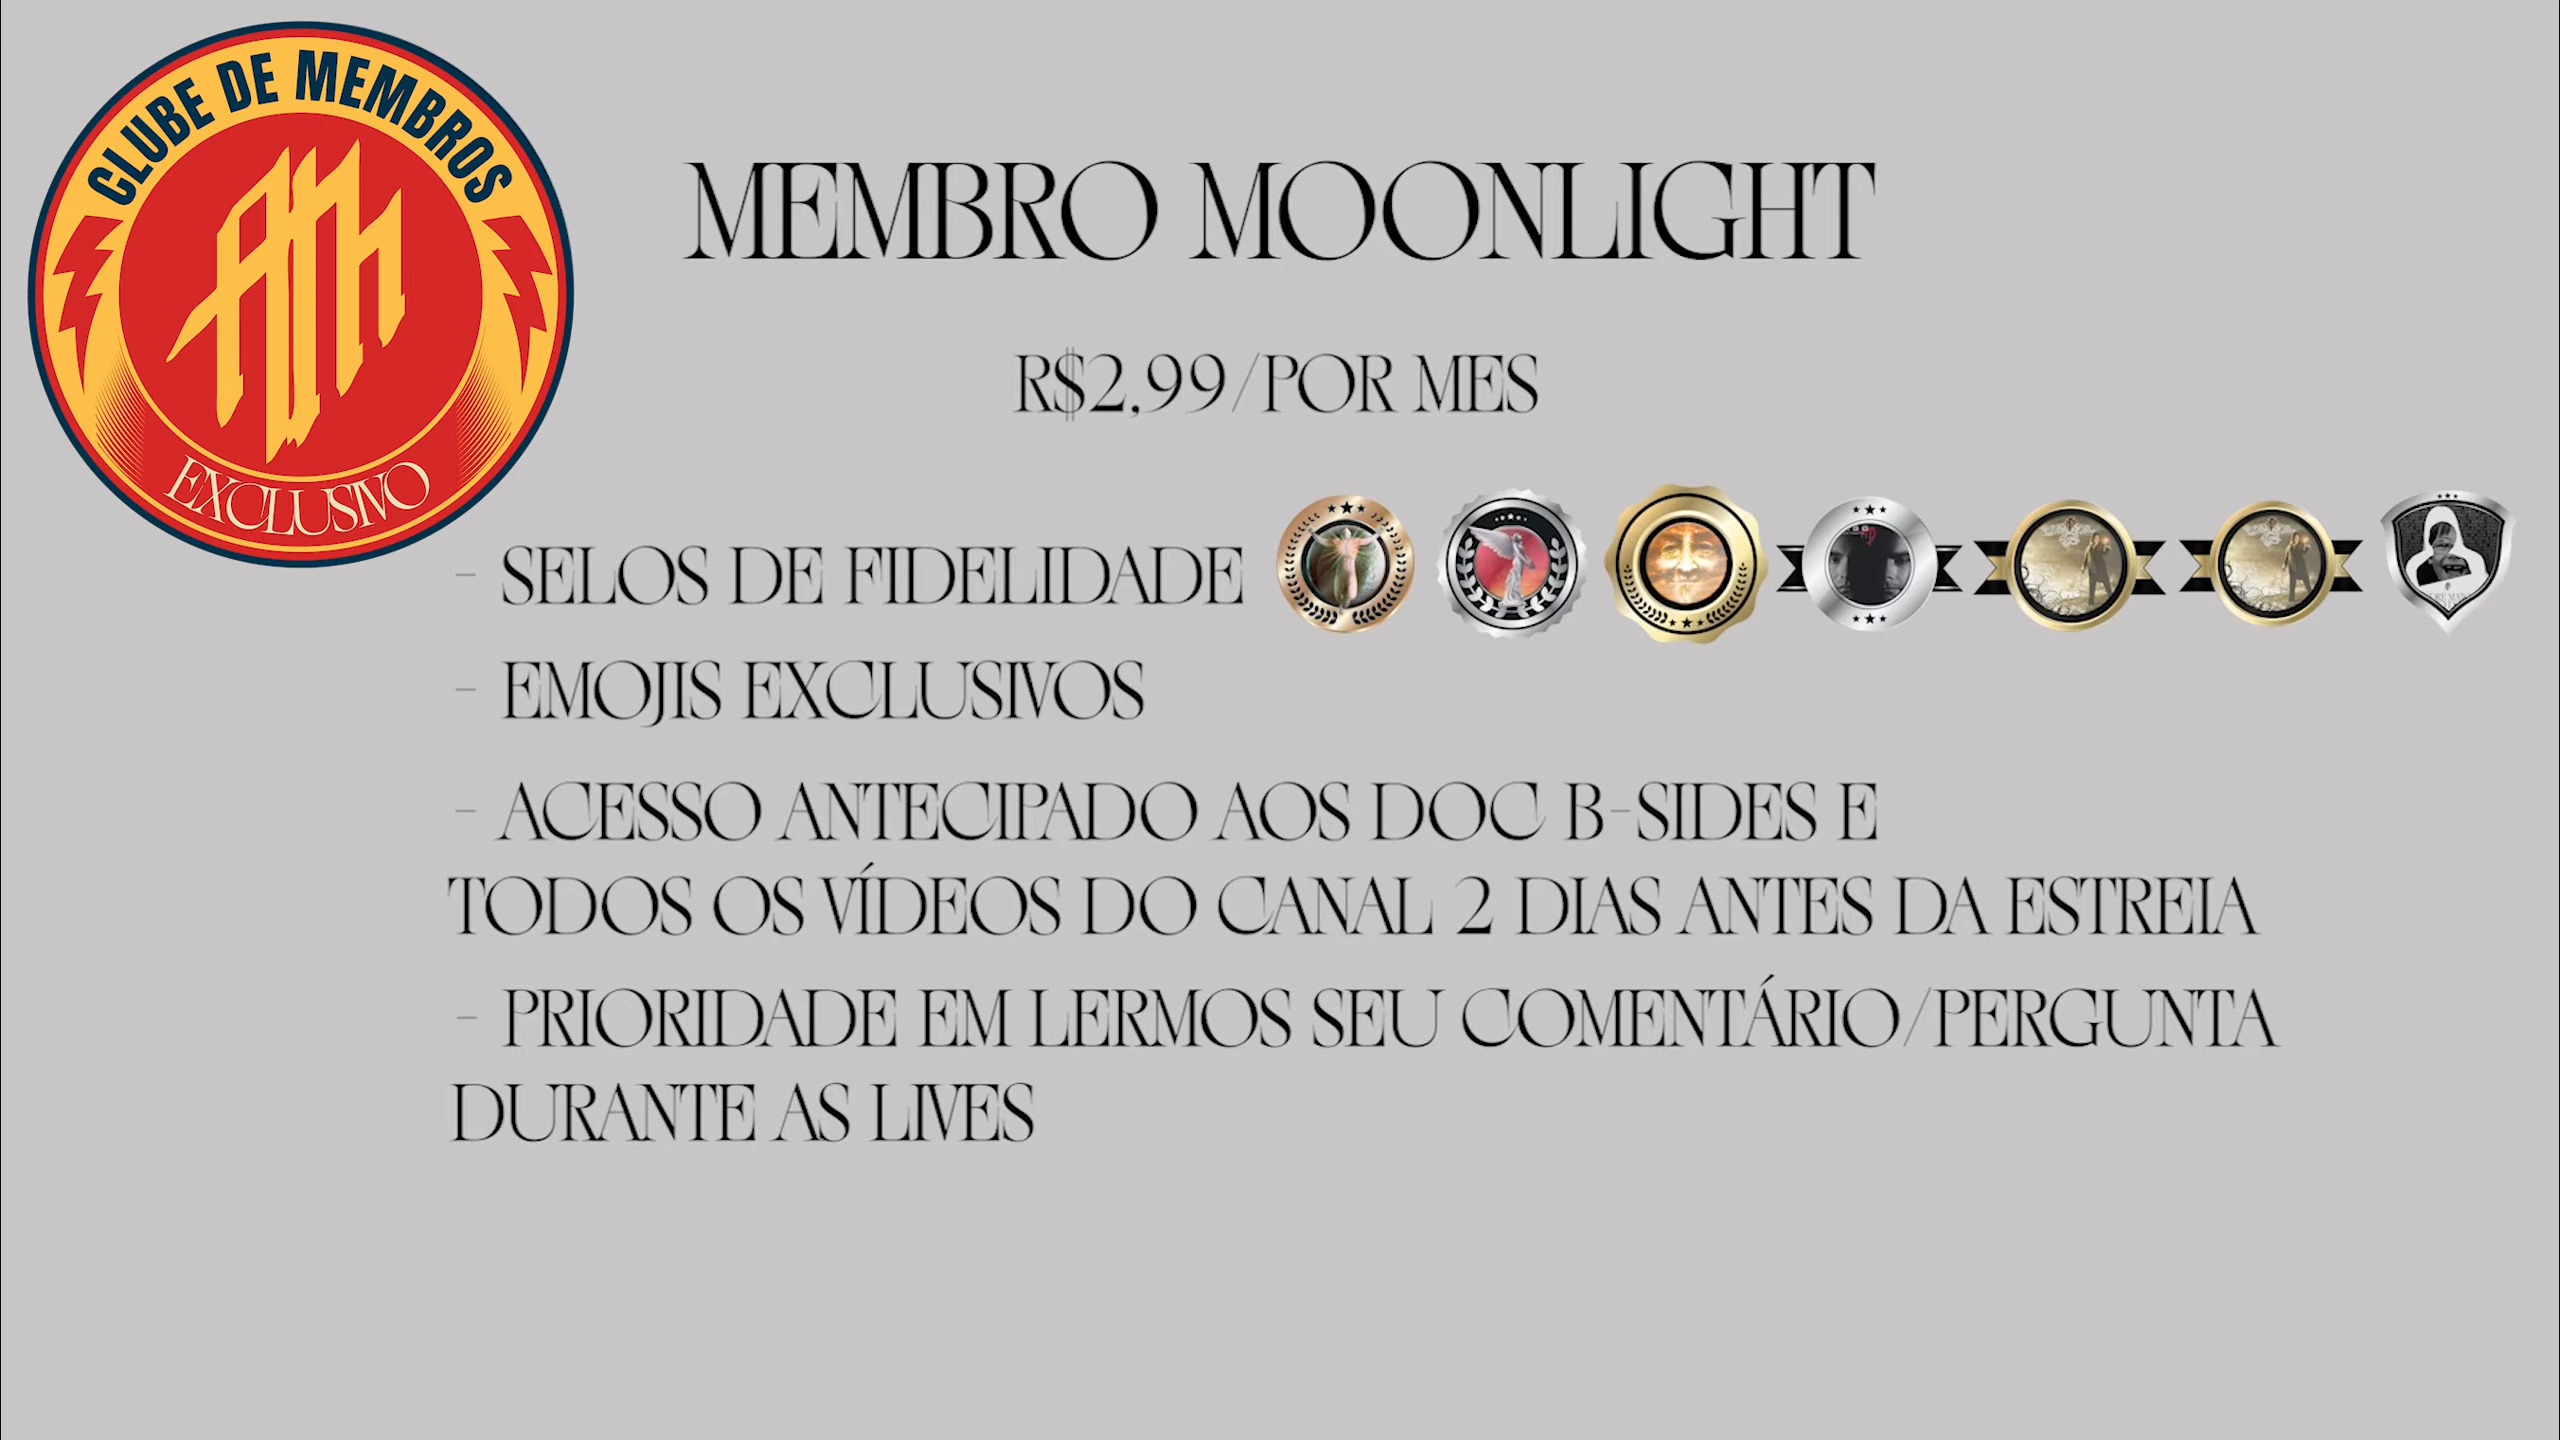 CLUBE DE MEMBROS
AM
EXCLUSIVO
MEMBRO MOONLIGHT
R$2,99/POR MES
- SELOS DE FIDELIDADE
- EMOJIS EXCLUSIVOS
- ACESSO ANTECIPADO AOS DOC B-SIDES E
TODOS OS VÍDEOS DO CANAL 2 DIAS ANTES DA ESTREIA
- PRIORIDADE EM LERMOS SEU COMENTÁRIO/PERGUNTA
DURANTE AS LIVES